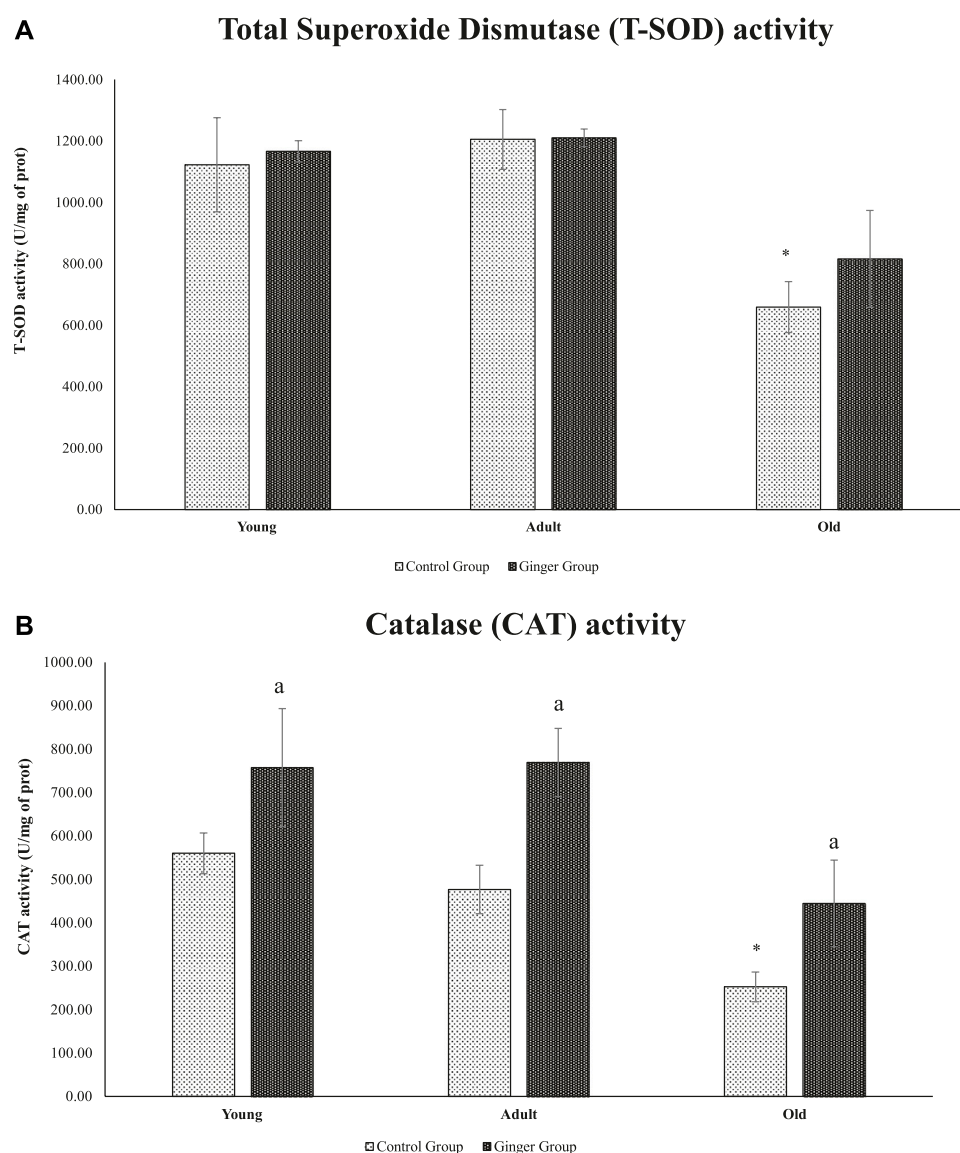 A
Total Superoxide Dismutase (T-SOD) activity
T-SOD activity (U/mg of prot)
1400.00
1200.00
1000.00
800.00
600.00
400.00
200.00
0.00
*
Young Adult Old
Control Group Ginger Group
B
Catalase (CAT) activity
CAT activity (U/mg of prot)
1000.00
900.00
800.00
700.00
600.00
500.00
400.00
300.00
200.00
100.00
0.00
a
a
a
*
Young Adult Old
Control Group Ginger Group